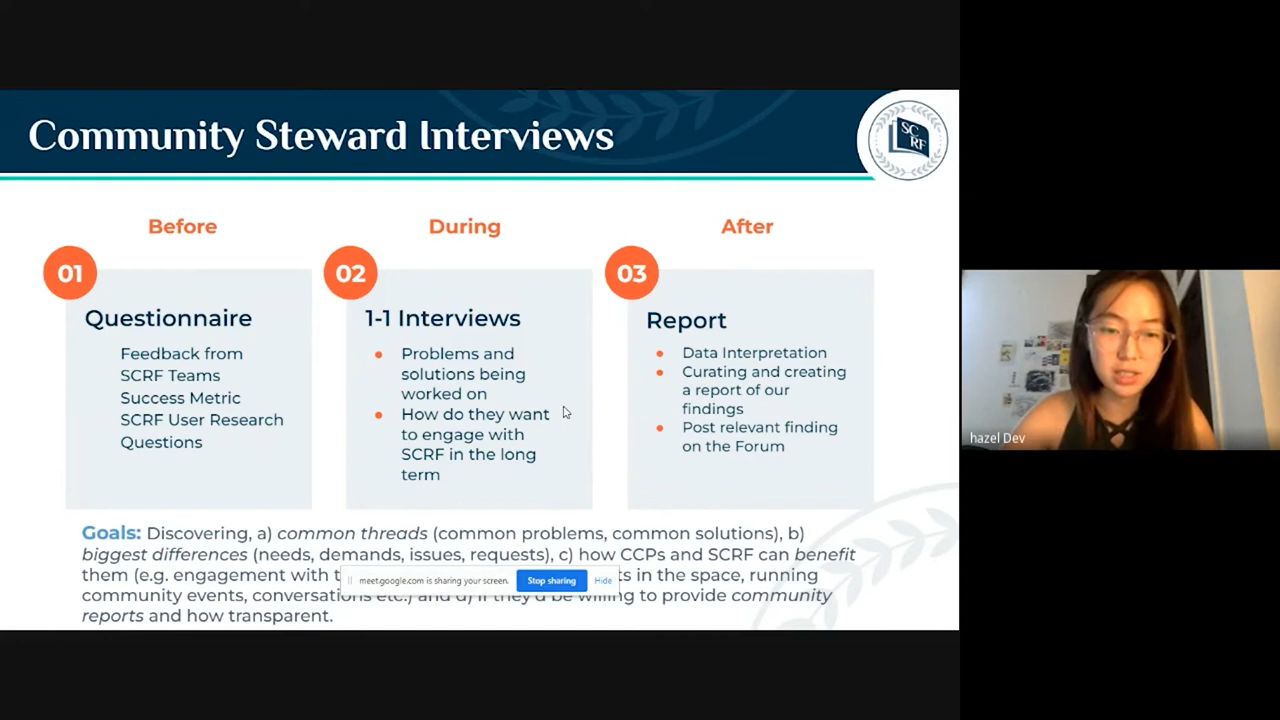 Community Steward Interviews
SC
RF
Before
During
After
01
02
03
Questionnaire
Feedback from
SCRF Teams
Success Metric
SCRF User Research
Questions
1-1 Interviews
Problems and
solutions being
worked on
How do they want
to engage with
SCRF in the long
term
Report
Data Interpretation
Curating and creating
a report of our
findings
Post relevant finding
on the Forum
Goals: Discovering, a) common threads (common problems, common solutions), b)
biggest differences (needs, demands, issues, requests), c) how CCPs and SCRF can benefit
them (e.g. engagement with in the space, running
community events, conversations etc.) and d) if they'd be willing to provide community
reports and how transparent.
meet.google.com is sharing your screen.
Stop sharing
Hide
hazel Dev